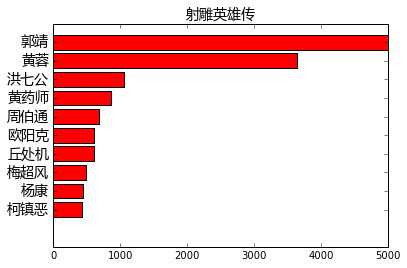 射雕英雄传
郭靖
黄蓉
洪七公
黄药师
周伯通
欧阳克
丘处机
梅超风
杨康
柯镇恶
0 1000 2000 3000 4000 5000